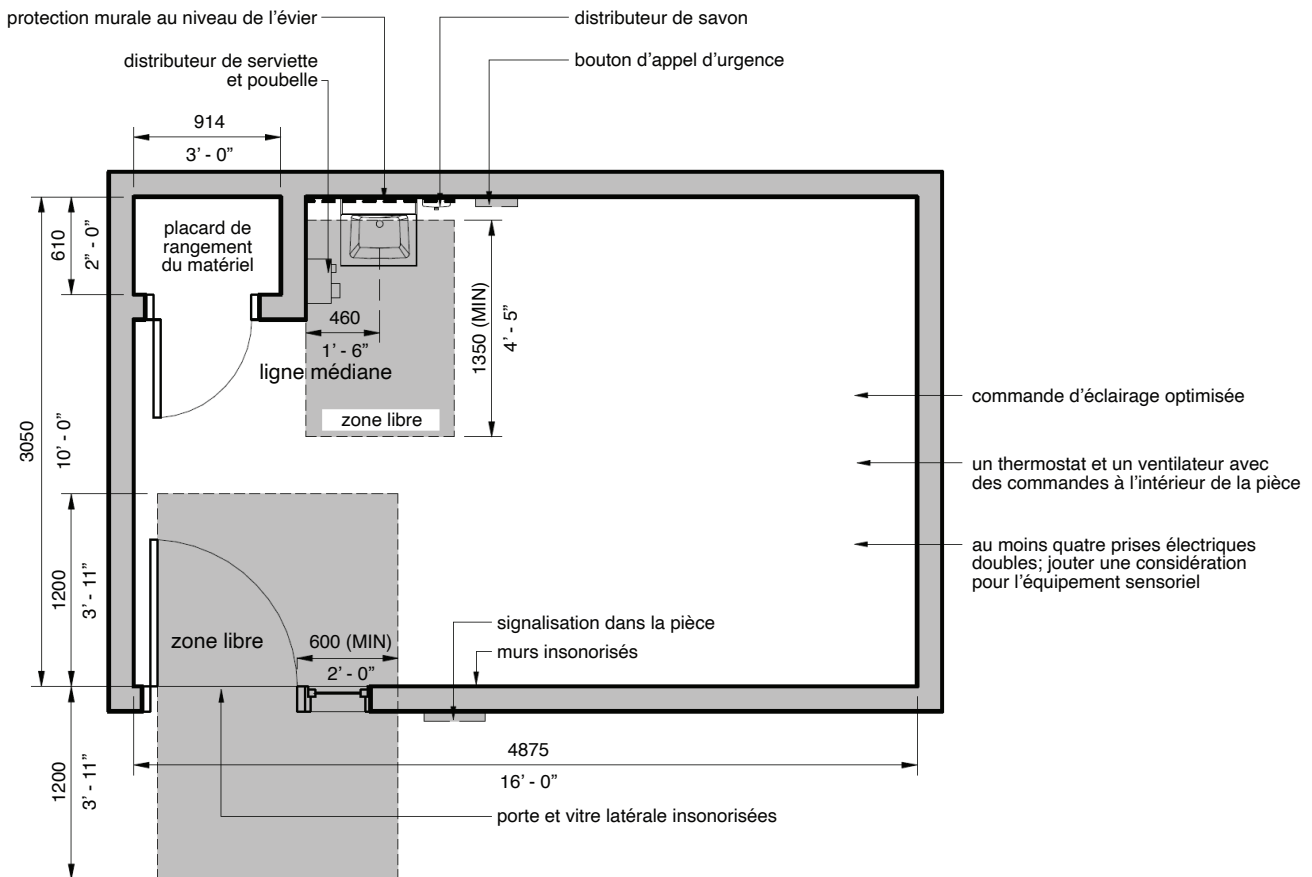 protection murale au niveau de l'évier
distributeur de savon
distributeur de serviette
et poubelle
bouton d'appel d'urgence
914
3' - 0"
610
2" - 0"
placard de
rangement
du matériel
460
1' - 6"
ligne médiane
1350 (MIN)
4' - 5"
zone libre
3050
10' - 0"
commande d'éclairage optimisée
un thermostat et un ventilateur avec
des commandes à l'intérieur de la pièce
au moins quatre prises électriques
doubles; jouter une considération
pour l'équipement sensoriel
1200
3' - 11"
zone libre
600 (MIN)
2' - 0"
signalisation dans la pièce
murs insonorisés
4875
16' - 0"
1200
3' - 11"
porte et vitre latérale insonorisées